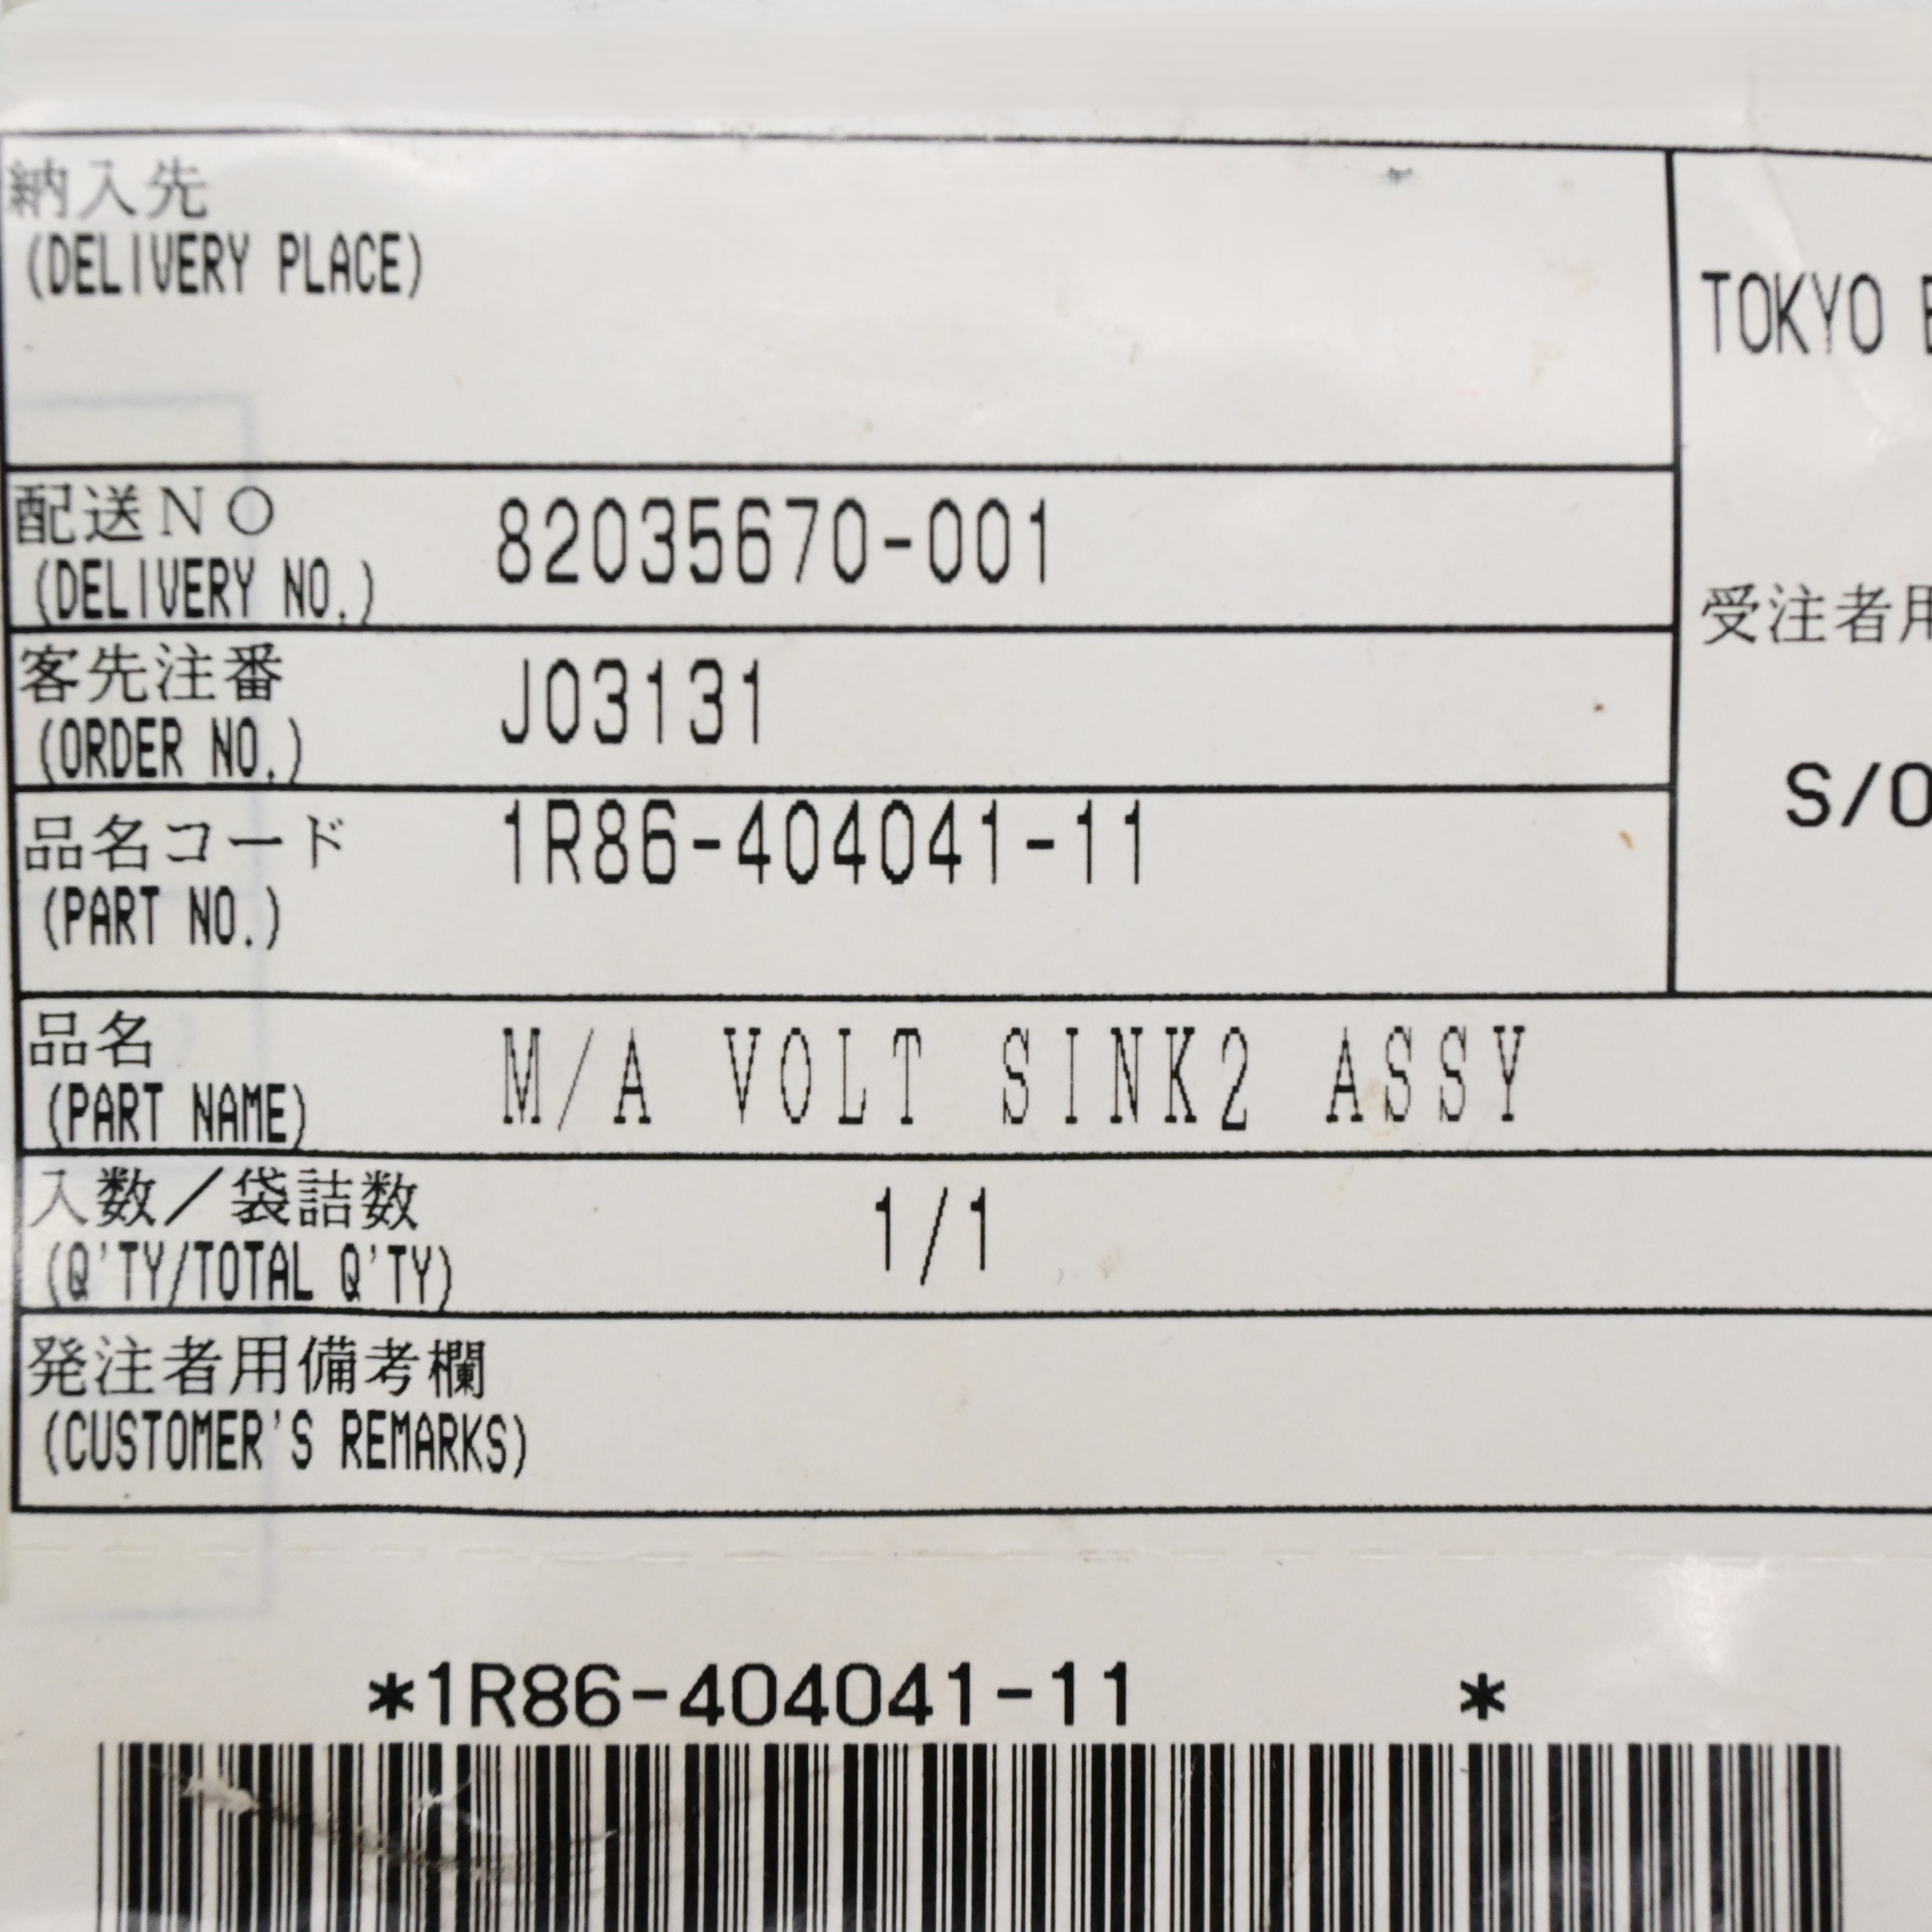 納入先
(DELIVERY PLACE)
TOKYO
配送NO 82035670-001
(DELIVERY NO.)
客先注番 J03131
(ORDER NO.)
受注者用
S/O
品名コード 1R86-404041-11
(PART NO.)
品名 M/A VOLT SINK2 ASSY
(PART NAME)
入数／袋詰数 1/1
(Q'TY/TOTAL Q'TY)
発注者用備考欄
(CUSTOMER'S REMARKS)
*1R86-404041-11 *